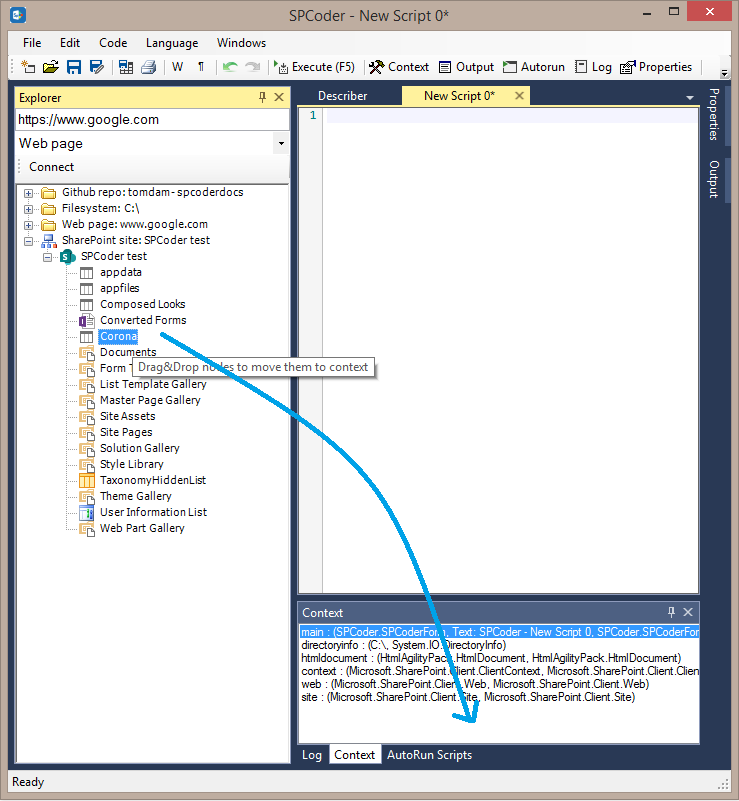 SPCoder - New Script 0*
File Edit Code Language Windows
W ¶ Execute (F5) Context Output Autorun Log Properties
Explorer
https://www.google.com
Web page
Connect
Github repo: tomdam - spcoderdocs
Filesystem: C:\
Web page: www.google.com
SharePoint site: SPCoder test
SPCoder test
appdata
appfiles
Composed Looks
Converted Forms
Corona
Documents
Drag&Drop nodes to move them to context
Form
List Template Gallery
Master Page Gallery
Site Assets
Site Pages
Solution Gallery
Style Library
TaxonomyHiddenList
Theme Gallery
User Information List
Web Part Gallery
Describer New Script 0*
1
Properties
Output
Context
main : (SPCoder.SPCoderForm, Text: SPCoder - New Script 0, SPCoder.SPCoderFor
directoryinfo : (C:\, System.IO.DirectoryInfo)
htmldocument : (HtmlAgilityPack.HtmlDocument, HtmlAgilityPack.HtmlDocument)
context : (Microsoft.SharePoint.Client.ClientContext, Microsoft.SharePoint.Client.Clien
web : (Microsoft.SharePoint.Client.Web, Microsoft.SharePoint.Client.Web)
site : (Microsoft.SharePoint.Client.Site, Microsoft.SharePoint.Client.Site)
Log Context AutoRun Scripts
Ready